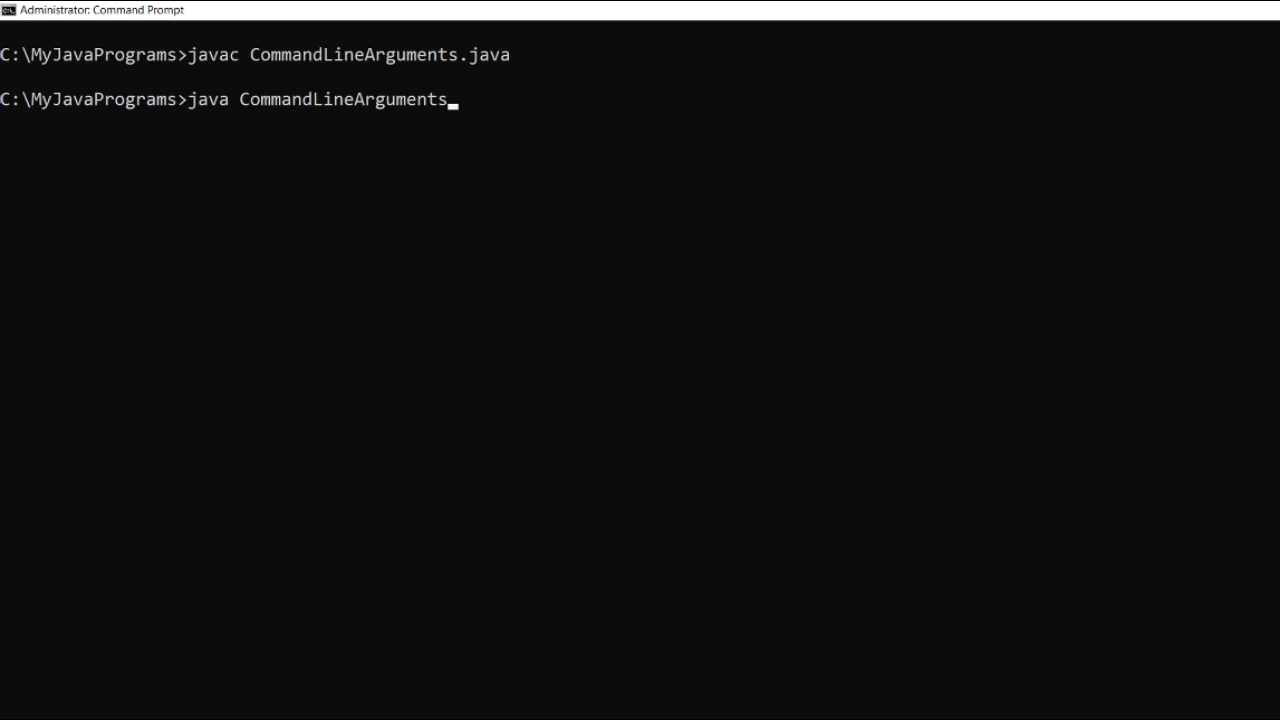 Administrator: Command Prompt
C:\MyJavaPrograms>javac CommandLineArguments.java
C:\MyJavaPrograms>java CommandLineArguments